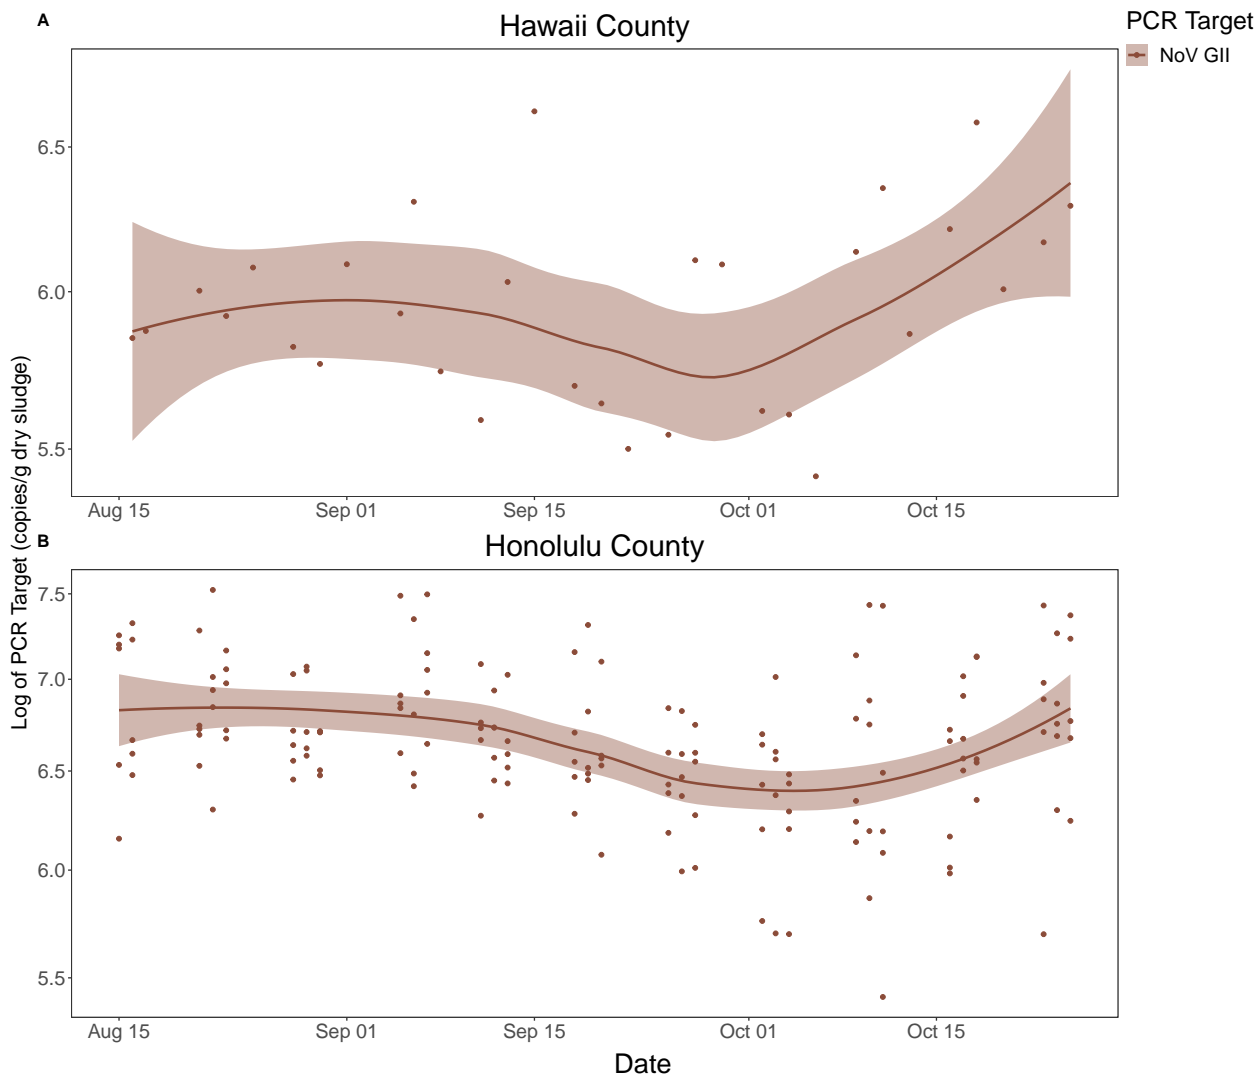 A
Hawaii County
PCR Target
NoV GII
6.5
6.0
5.5
Aug 15 Sep 01 Sep 15 Oct 01 Oct 15
Log of PCR Target (copies/g dry sludge)
B
Honolulu County
7.5
7.0
6.5
6.0
5.5
Aug 15 Sep 01 Sep 15 Oct 01 Oct 15
Date